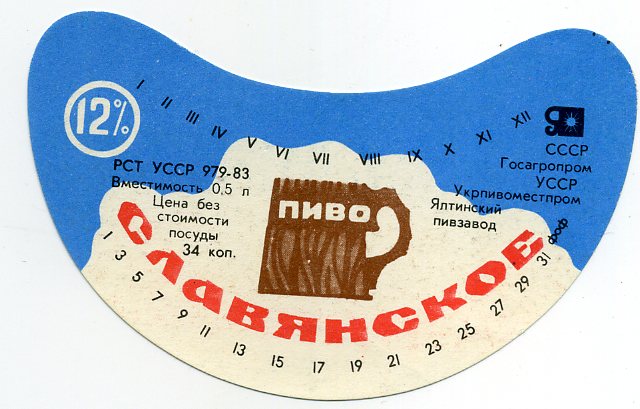 12%
I II III IV V VI VII VIII IX X XI XII
РСТ УССР 979-83
Вместимость 0,5 л
Цена без
стоимости
посуды
34 коп.
ПИВО
СССР
Госагропром
УССР
Укрпивоместпром
Ялтинский
пивзавод
СЛАВЯНСКОЕ
1 3 5 7 9 11 13 15 17 19 21 23 25 27 29 31